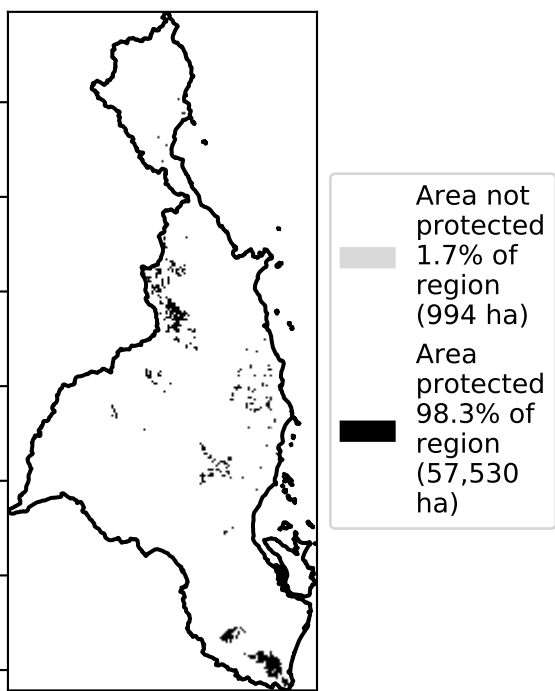 Area not
protected
1.7% of
region
(994 ha)
Area
protected
98.3% of
region
(57,530
ha)